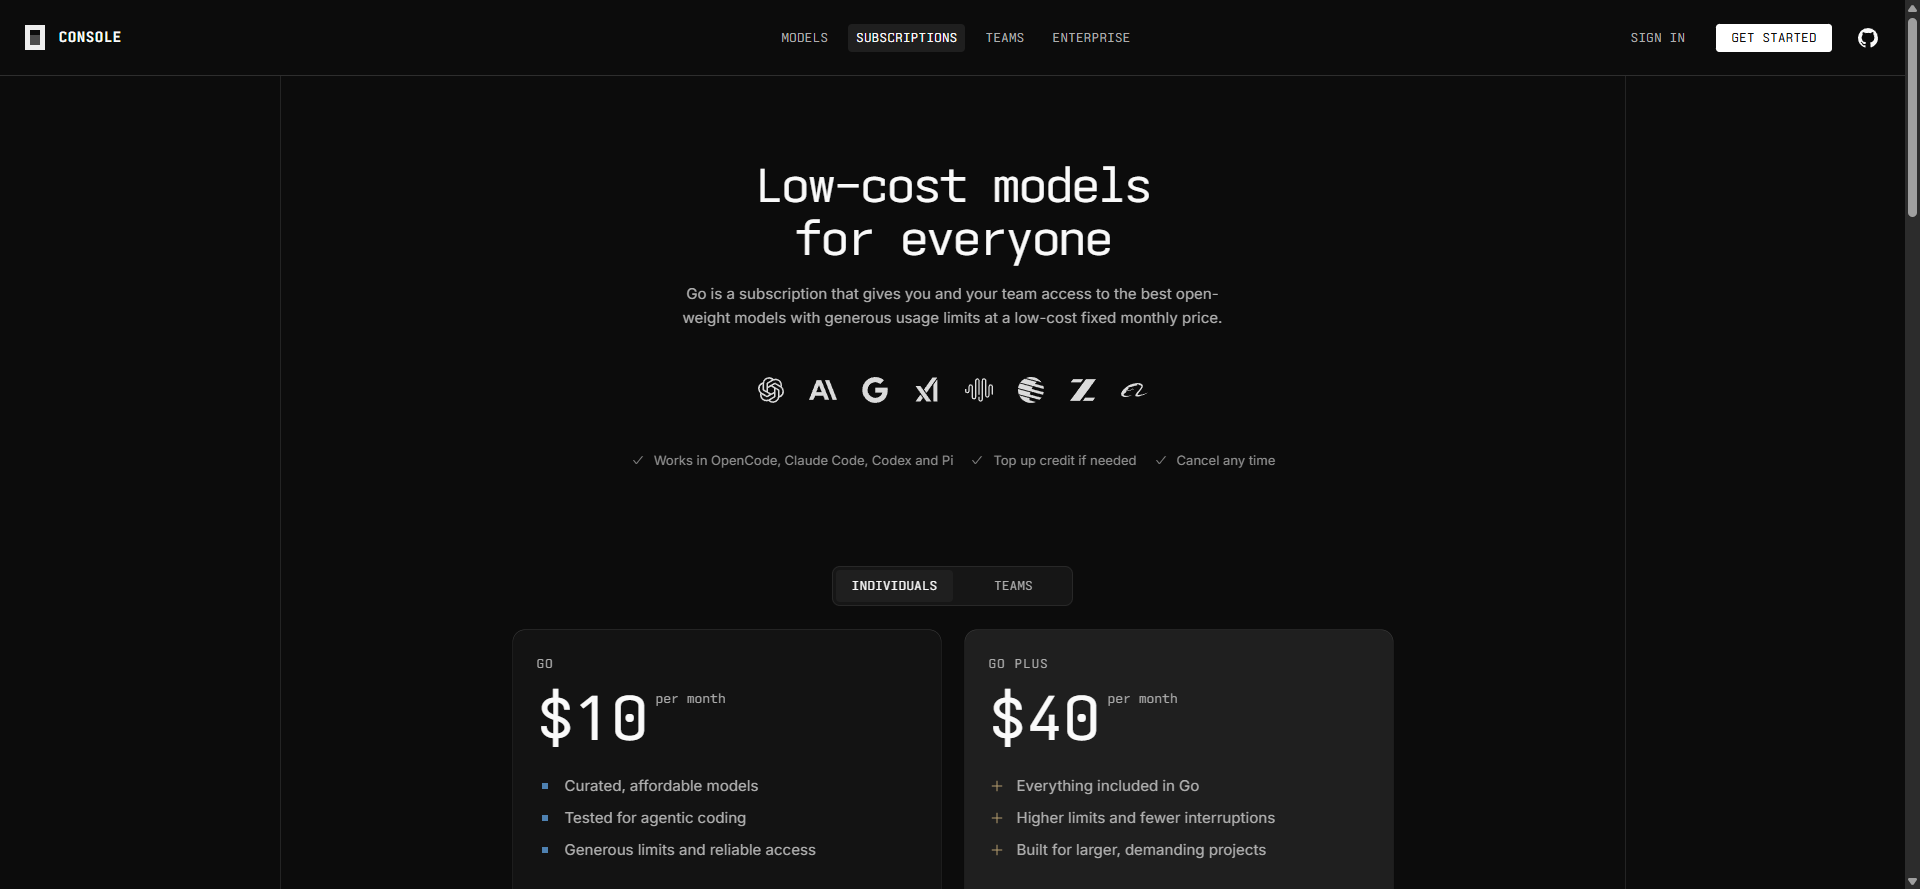 CONSOLE
MODELS
SUBSCRIPTIONS
TEAMS
ENTERPRISE
SIGN IN
GET STARTED
Low-cost models
for everyone
Go is a subscription that gives you and your team access to the best open-
weight models with generous usage limits at a low-cost fixed monthly price.
Works in OpenCode, Claude Code, Codex and Pi
Top up credit if needed
Cancel any time
INDIVIDUALS
TEAMS
GO
$10 per month
Curated, affordable models
Tested for agentic coding
Generous limits and reliable access
GO PLUS
$40 per month
Everything included in Go
Higher limits and fewer interruptions
Built for larger, demanding projects